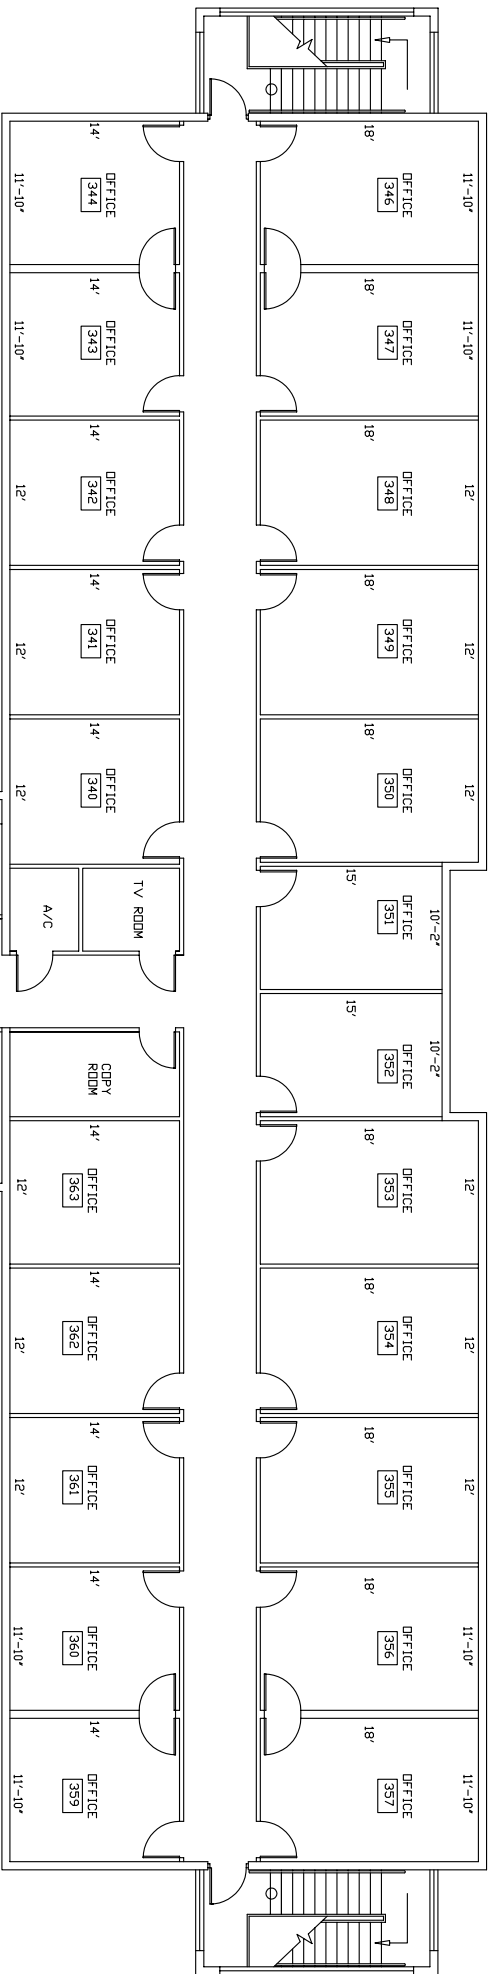 14'
OFFICE
344
11'-10"
18'
OFFICE
346
11'-10"
14'
OFFICE
343
11'-10"
18'
OFFICE
347
11'-10"
14'
OFFICE
342
12'
18'
OFFICE
348
12'
14'
OFFICE
341
12'
18'
OFFICE
349
12'
14'
OFFICE
340
12'
18'
OFFICE
350
12'
TV ROOM
A/C
15'
OFFICE
351
10'-2"
15'
OFFICE
352
10'-2"
COPY
ROOM
14'
OFFICE
363
12'
18'
OFFICE
353
12'
14'
OFFICE
362
12'
18'
OFFICE
354
12'
14'
OFFICE
361
12'
18'
OFFICE
355
12'
14'
OFFICE
360
11'-10"
18'
OFFICE
356
11'-10"
14'
OFFICE
359
11'-10"
18'
OFFICE
357
11'-10"